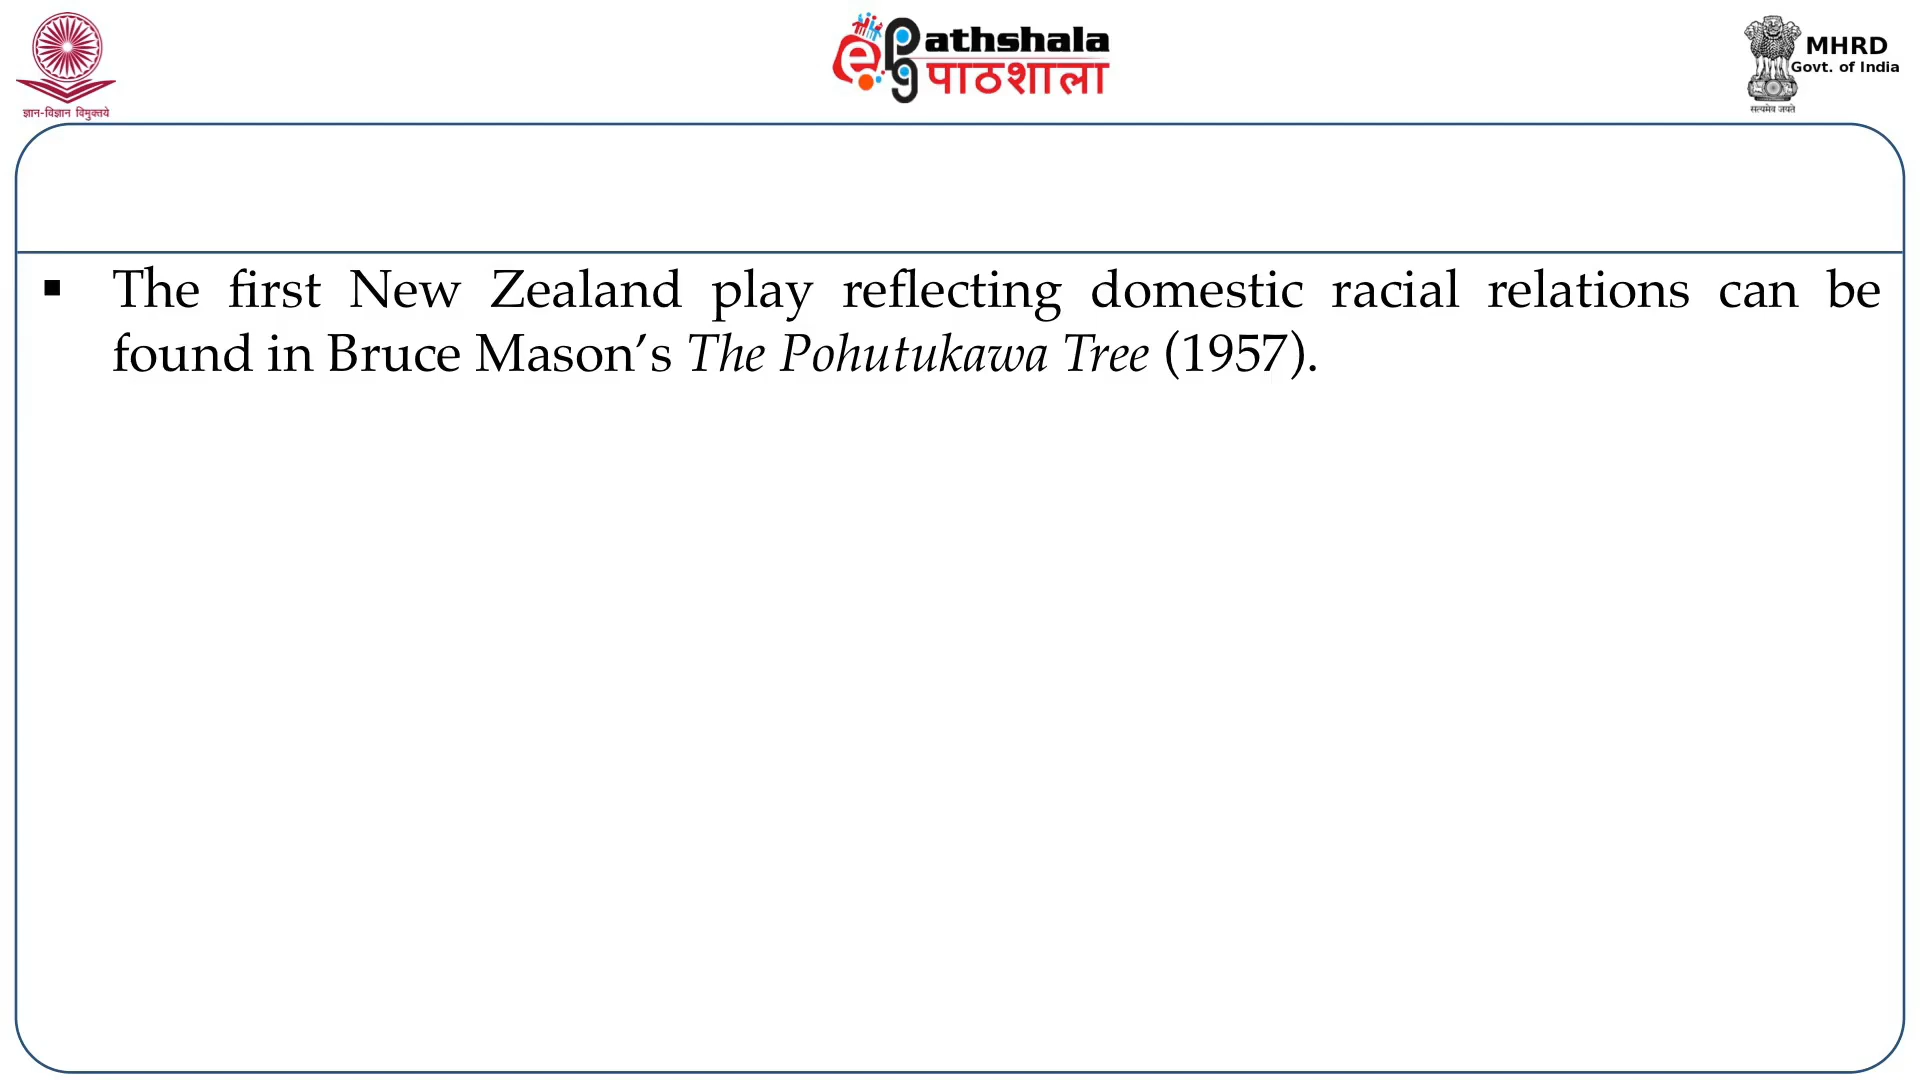 ज्ञान-विज्ञान विमुक्तये
ePathshala
पाठशाला
MHRD
Govt. of India
सत्यमेव जयते
▪ The first New Zealand play reflecting domestic racial relations can be
found in Bruce Mason’s The Pohutukawa Tree (1957).